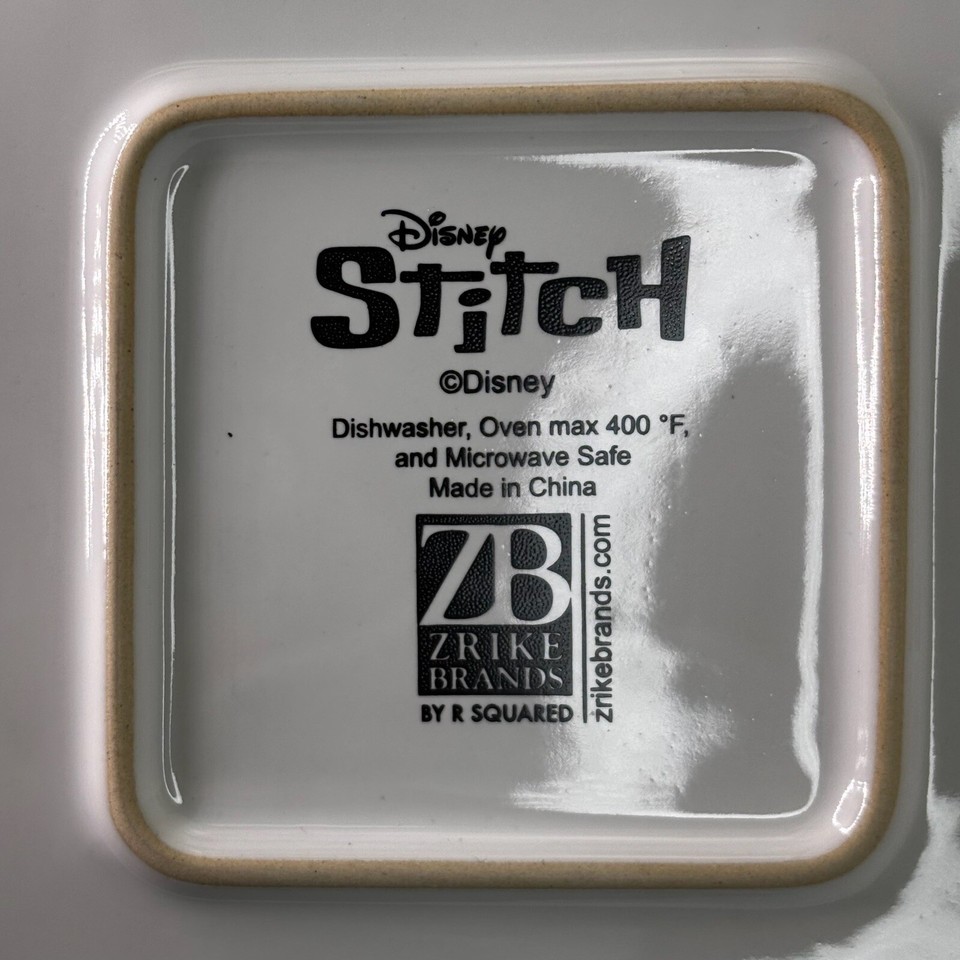 Disney
Stitch
©Disney
Dishwasher, Oven max 400 °F,
and Microwave Safe
Made in China
ZB
ZRIKE
BRANDS
BY R SQUARED
zrikebrands.com